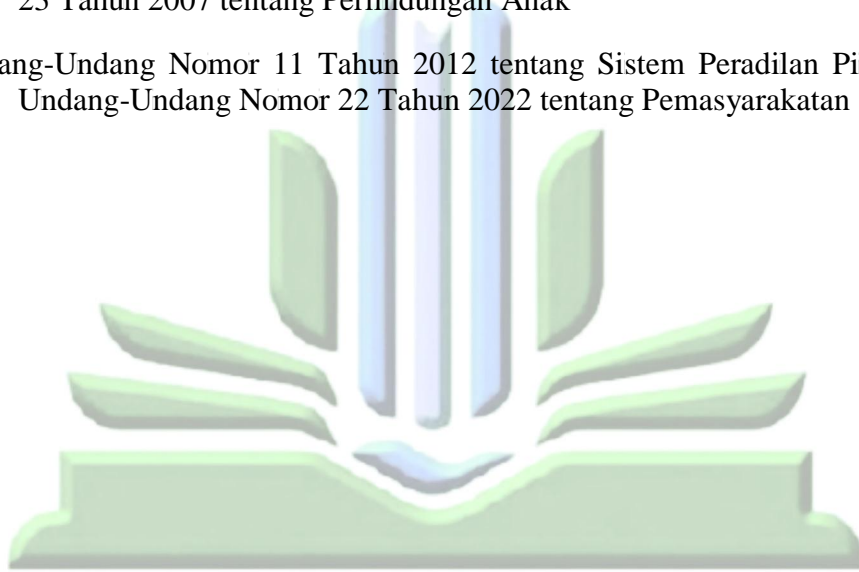 23 Tahun 2007 tentang Perlindungan Anak
ang-Undang Nomor 11 Tahun 2012 tentang Sistem Peradilan Pi
Undang-Undang Nomor 22 Tahun 2022 tentang Pemasyarakatan